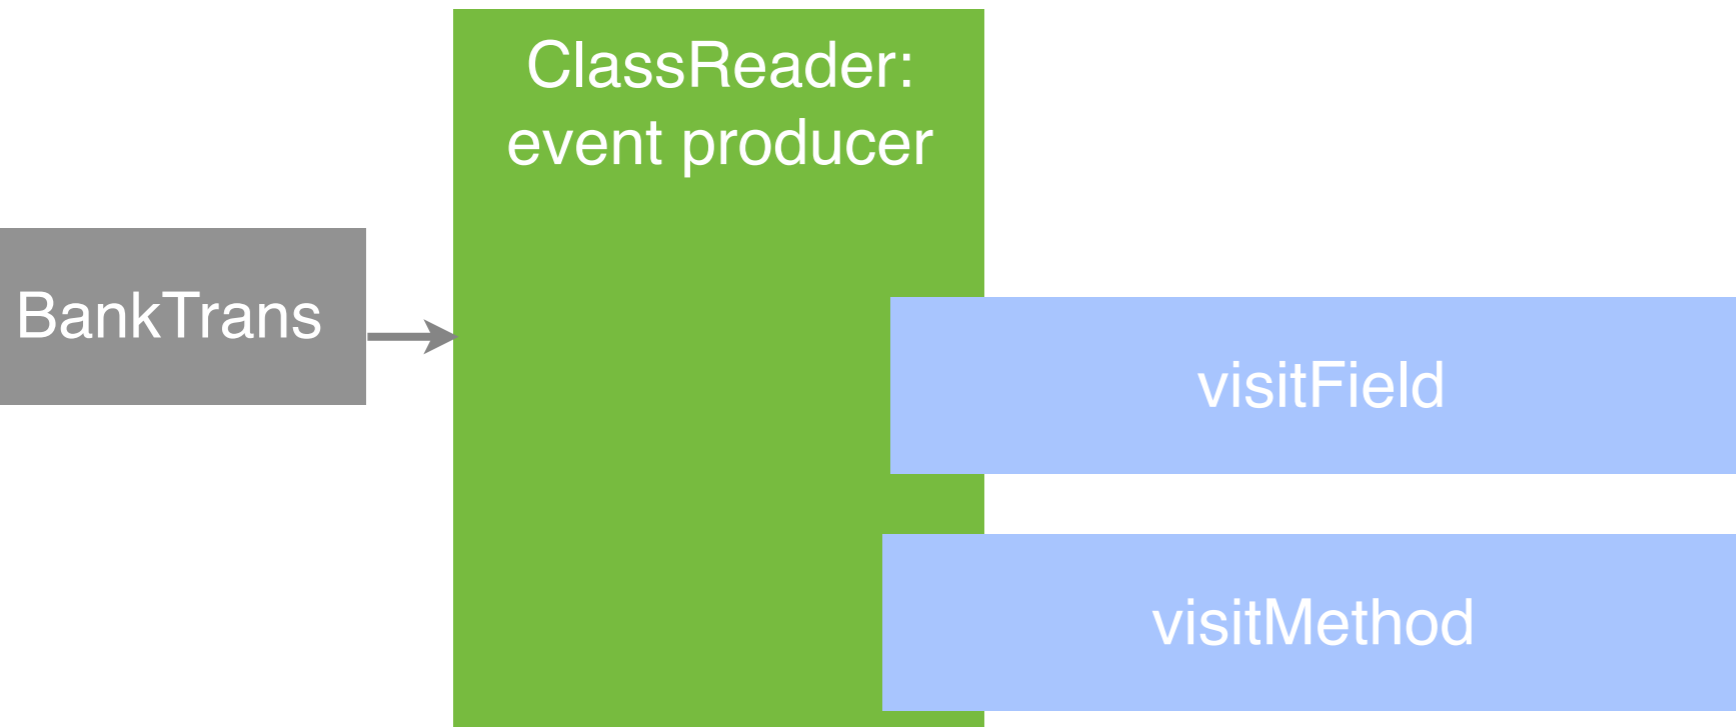 ClassReader:
event producer
BankTrans
visitField
visitMethod